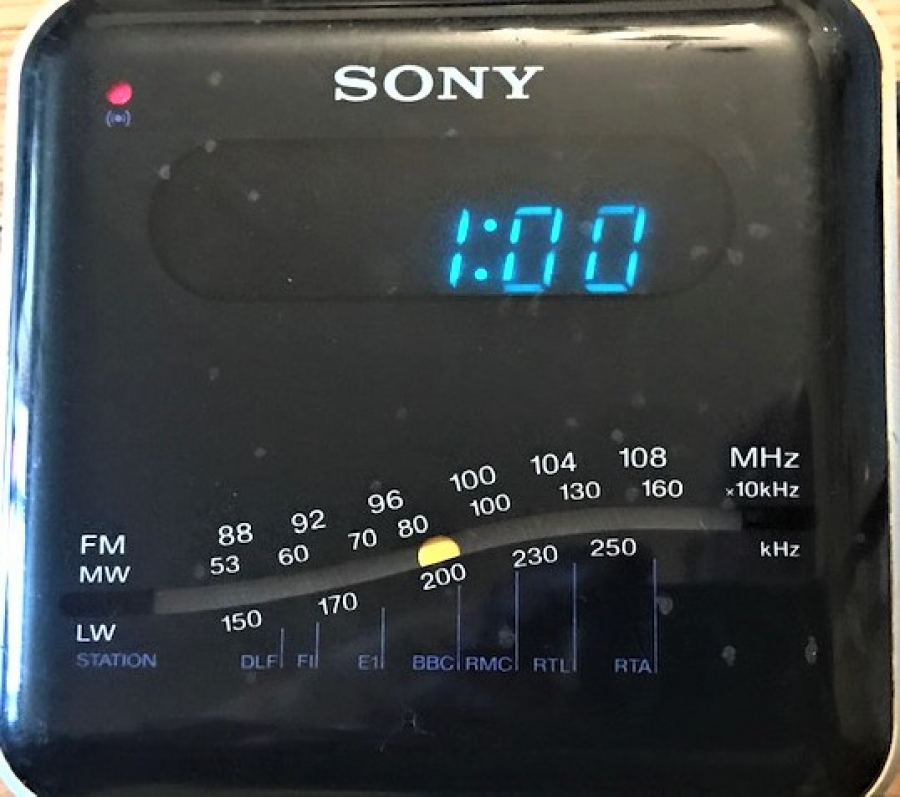 SONY
1:00
FM 88 92 96 100 104 108 MHz
MW 53 60 70 80 100 130 160 ×10kHz
LW 150 170 200 230 250 kHz
STATION DLF FI E1 BBC RMC RTL RTA